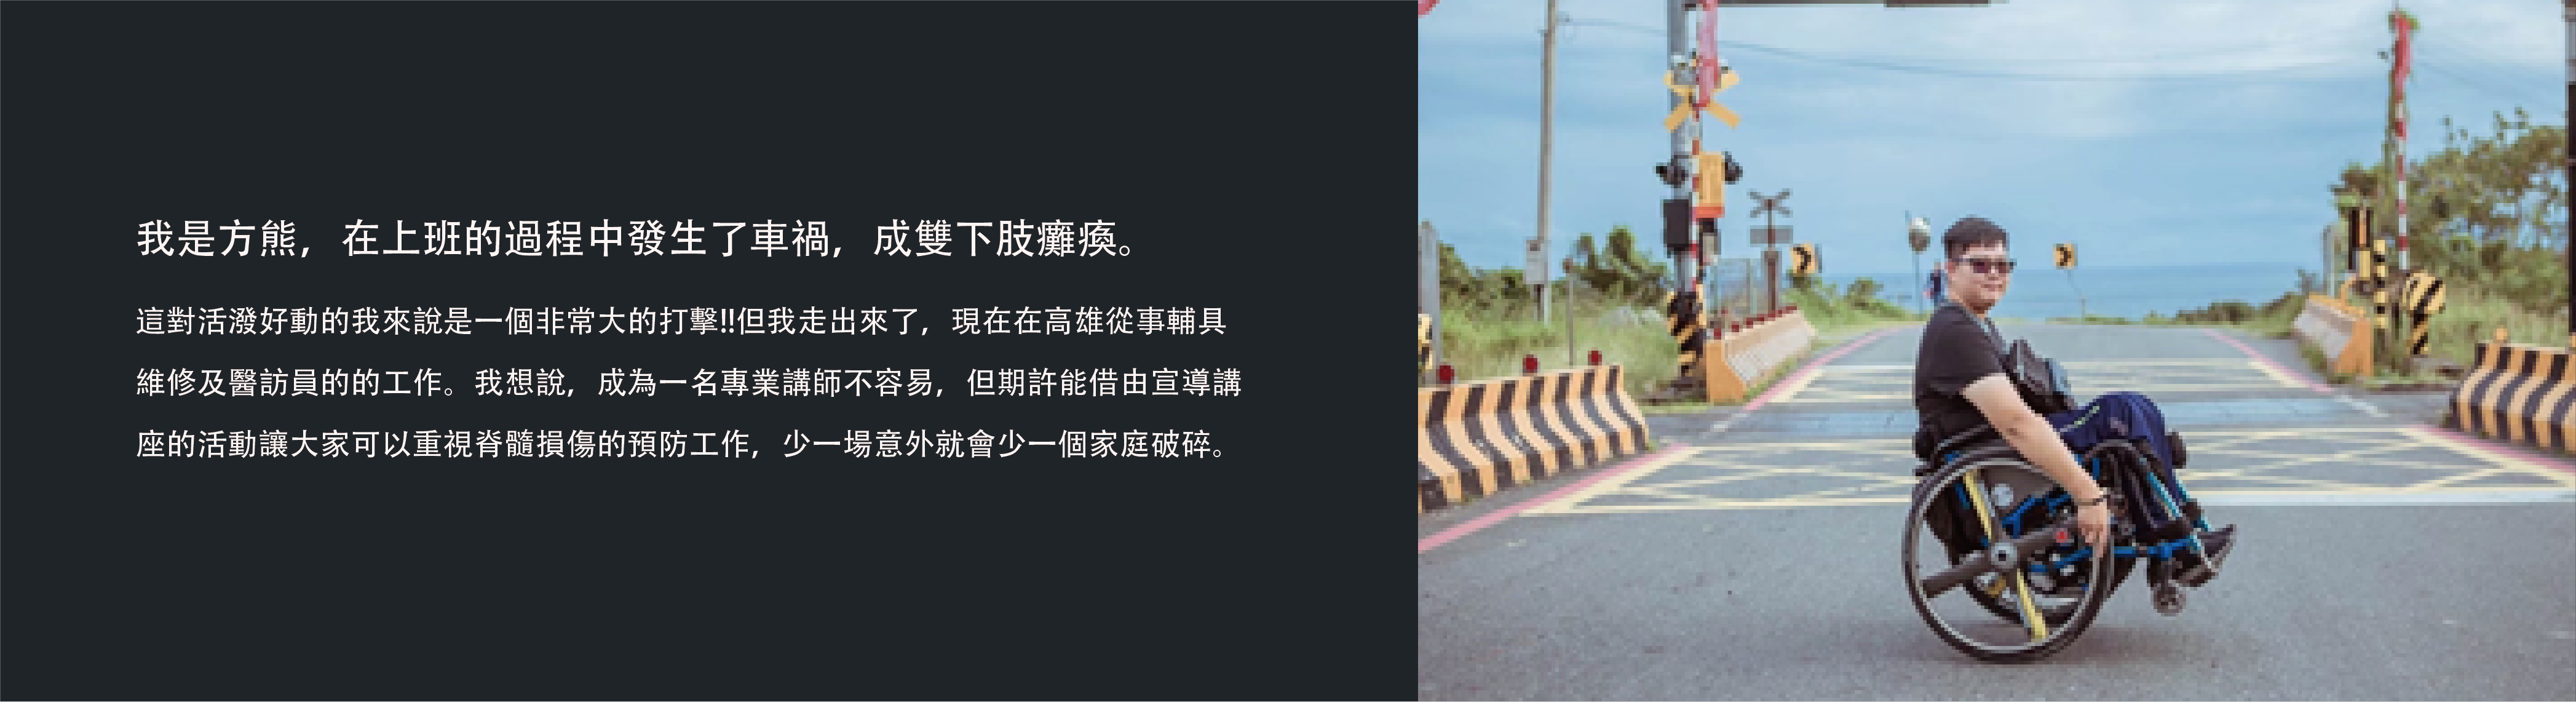 我是方熊，在上班的過程中發生了車禍，成雙下肢癱瘓。
這對活潑好動的我來說是一個非常大的打擊!!但我走出來了，現在在高雄從事輔具
維修及醫訪員的的工作。我想說，成為一名專業講師不容易，但期許能借由宣導講
座的活動讓大家可以重視脊髓損傷的預防工作，少一場意外就會少一個家庭破碎。